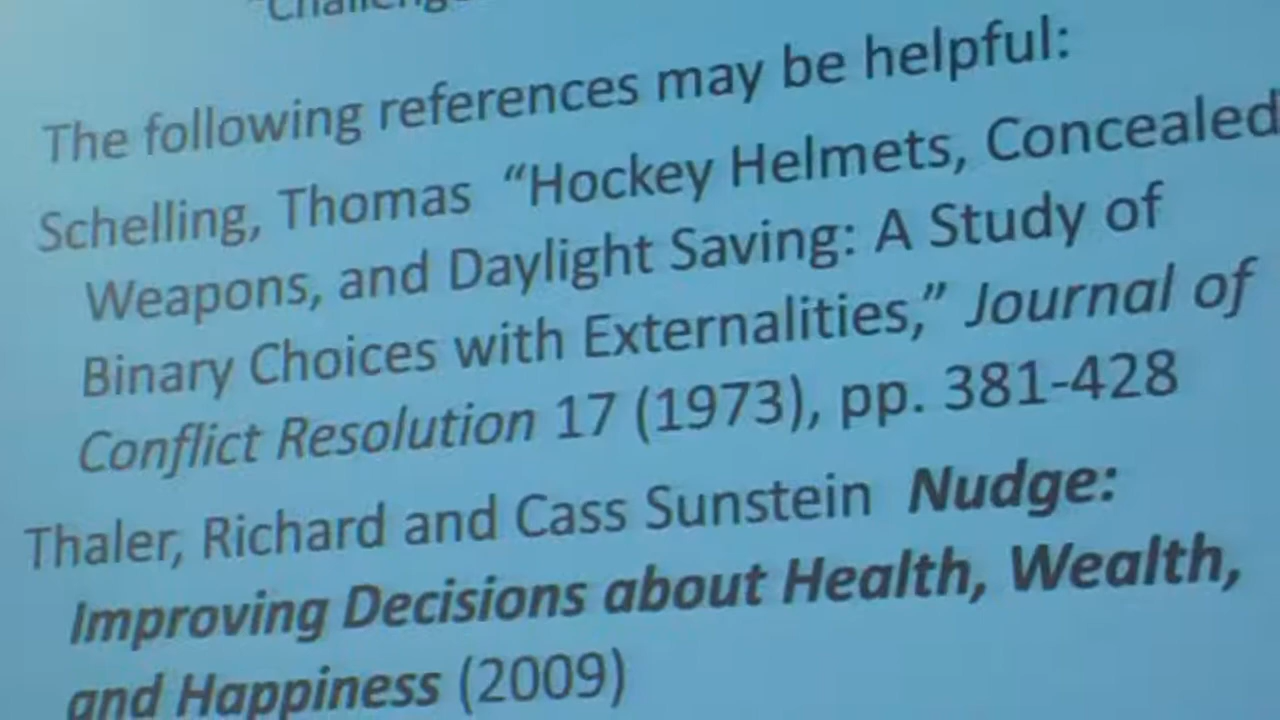 "Challeng
The following references may be helpful:
Schelling, Thomas “Hockey Helmets, Concealed
Weapons, and Daylight Saving: A Study of
Binary Choices with Externalities,” Journal of
Conflict Resolution 17 (1973), pp. 381-428
Thaler, Richard and Cass Sunstein Nudge:
Improving Decisions about Health, Wealth,
and Happiness (2009)